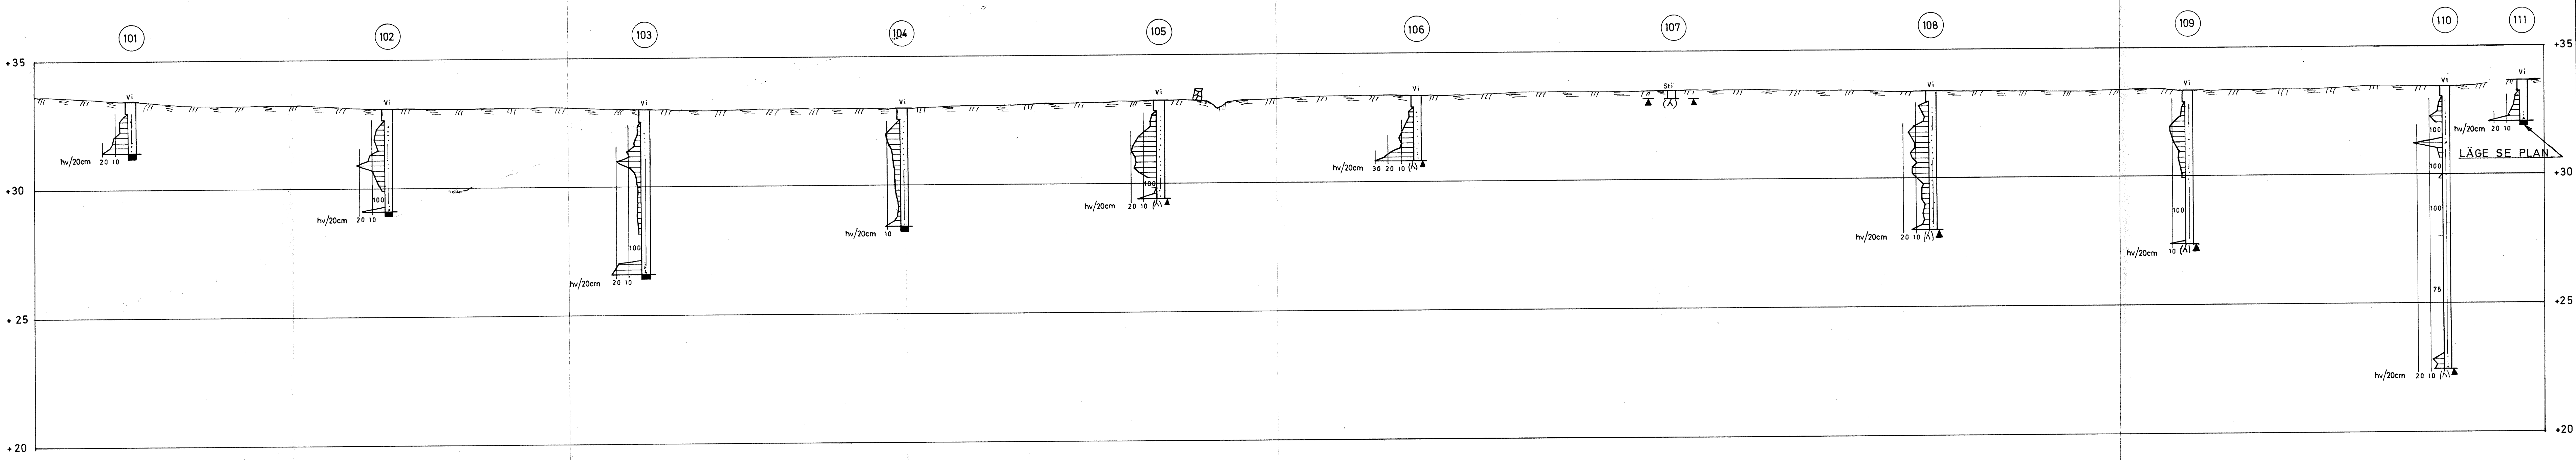 101 102 103 104 105 106 107 108 109 110 111
+35 +35
Vi Vi Vi Vi Vi Vi Sti Vi Vi Vi Vi
(λ)
100
hv/20cm 20 10
LÄGE SE PLAN
hv/20cm 20 10
hv/20cm 30 20 10 (λ)
100
+30 +30
100
100
hv/20cm 20 10
100
hv/20cm 20 10 (λ)
100
100
hv/20cm 10
hv/20cm 20 10 (λ)
100
hv/20cm 10 (λ)
hv/20cm 20 10
75
+25 +25
hv/20cm 20 10 (λ)
+20 +20